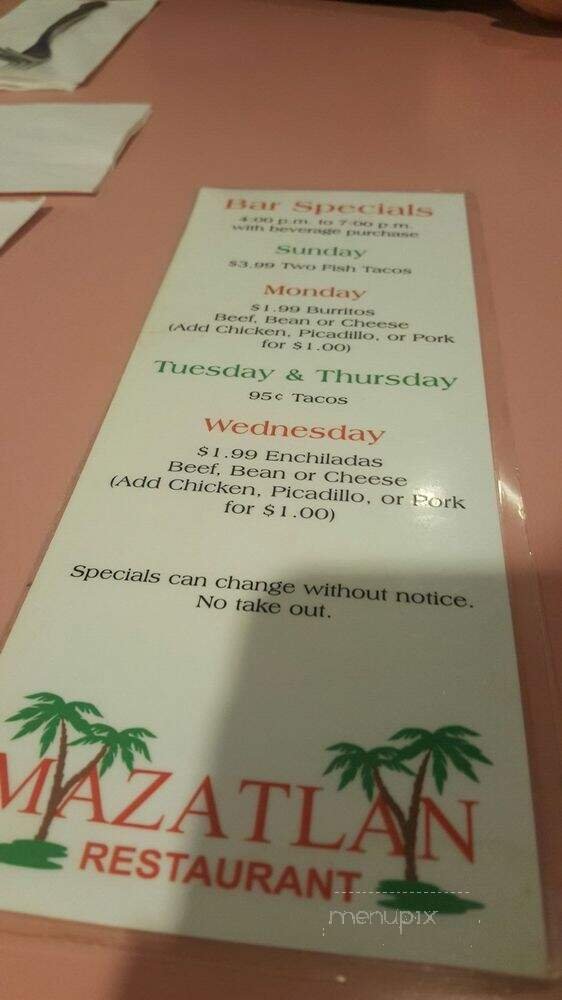 Bar Specials
4:00 p.m. to 7:00 p.m.
with beverage purchase
Sunday
$3.99 Two Fish Tacos
Monday
$1.99 Burritos
Beef, Bean or Cheese
(Add Chicken, Picadillo, or Pork
for $1.00)
Tuesday & Thursday
95¢ Tacos
Wednesday
$1.99 Enchiladas
Beef, Bean or Cheese
(Add Chicken, Picadillo, or Pork
for $1.00)
Specials can change without notice.
No take out.
MAZATLAN
RESTAURANT
menupix